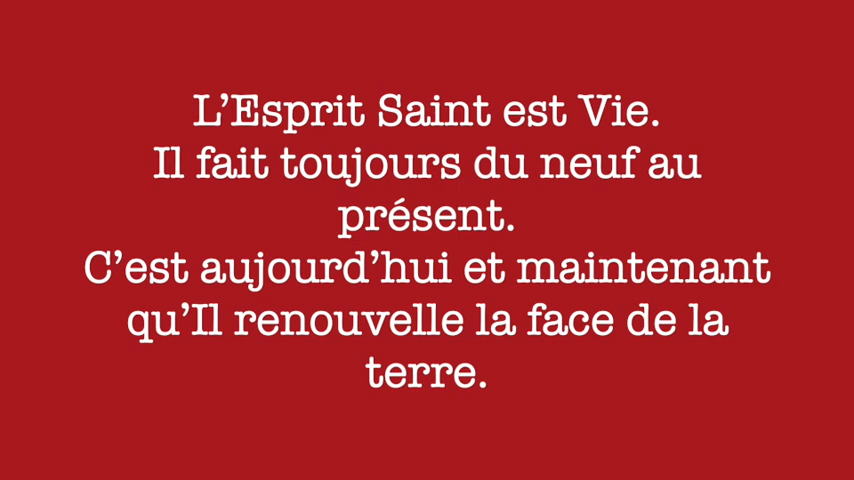 L’Esprit Saint est Vie.
Il fait toujours du neuf au
présent.
C’est aujourd’hui et maintenant
qu’Il renouvelle la face de la
terre.